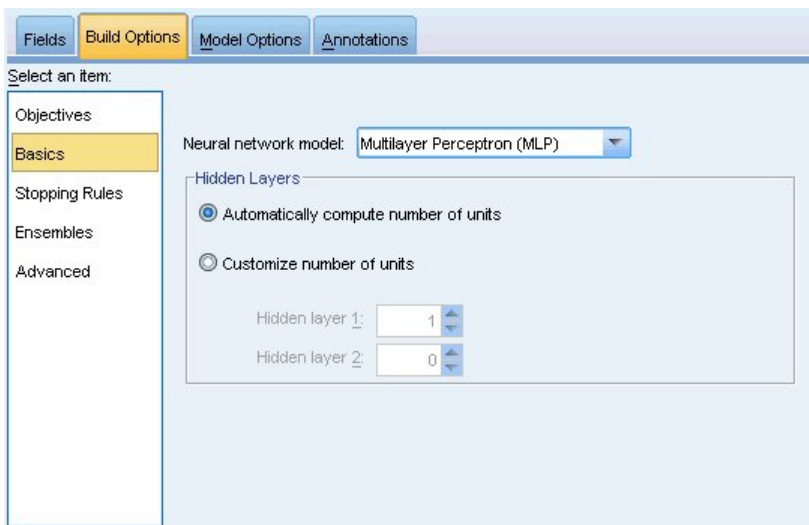 Fields Build Options Model Options Annotations
Select an item:
Objectives
Basics
Stopping Rules
Ensembles
Advanced
Neural network model: Multilayer Perceptron (MLP)
Hidden Layers
Automatically compute number of units
Customize number of units
Hidden layer 1: 1
Hidden layer 2: 0